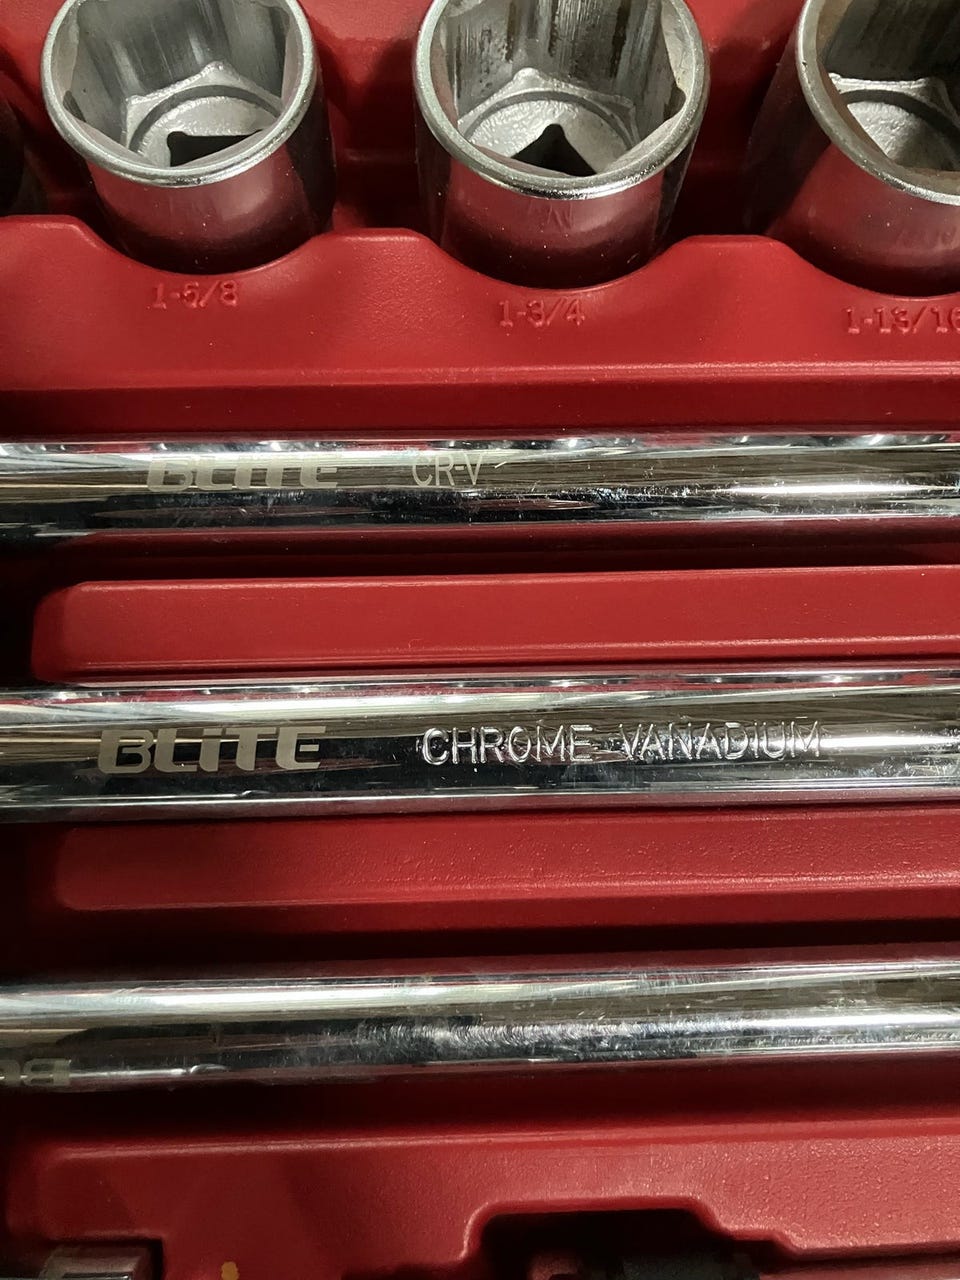 1-5/8
1-3/4
1-13/16
BLiTE CR-V
BLiTE CHROME VANADIUM